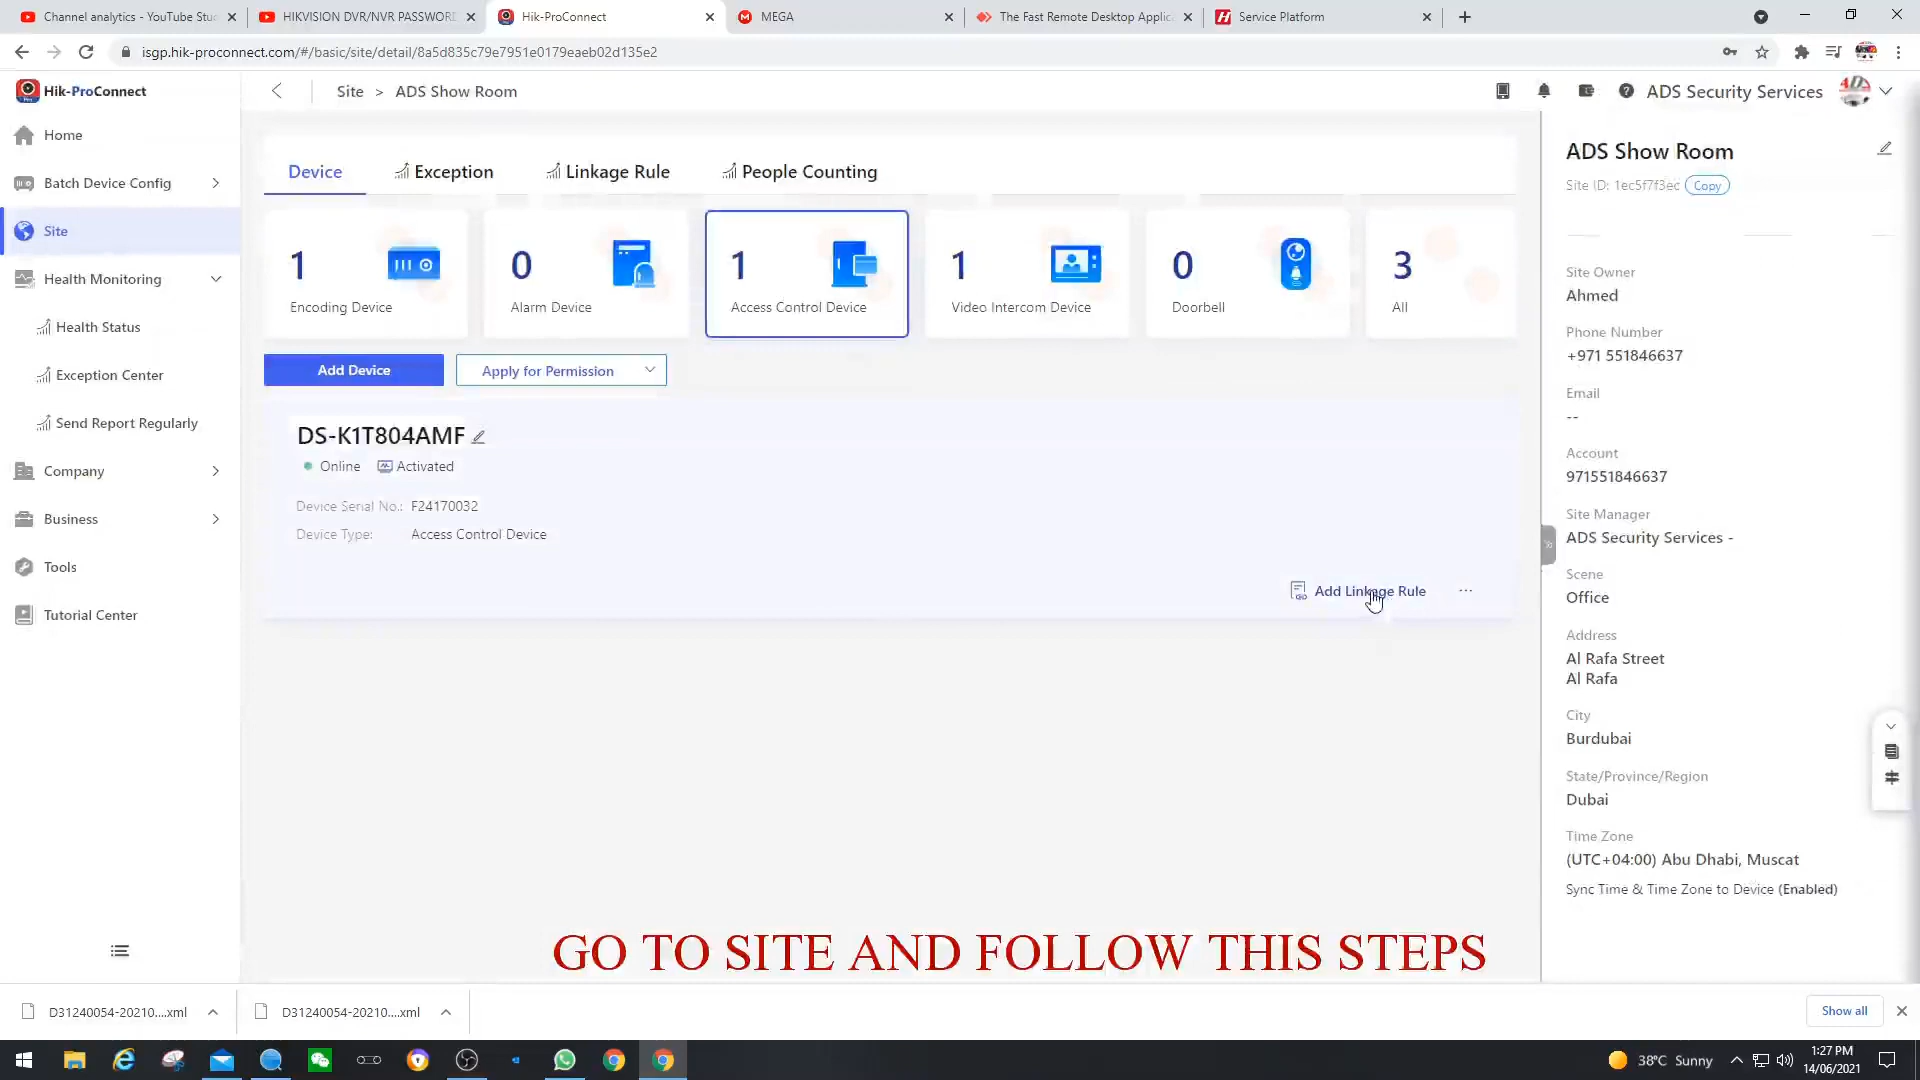 Channel analytics - YouTube Stu
HIKVISION DVR/NVR PASSWORD
Hik-ProConnect
MEGA
The Fast Remote Desktop Applic
Service Platform
isgp.hik-proconnect.com/#/basic/site/detail/8a5d835c79e7951e0179eaeb02d135e2
Hik-ProConnect
Site > ADS Show Room
ADS Security Services
Home
Batch Device Config
Site
Health Monitoring
Health Status
Exception Center
Send Report Regularly
Company
Business
Tools
Tutorial Center
Device
Exception
Linkage Rule
People Counting
1
Encoding Device
0
Alarm Device
1
Access Control Device
1
Video Intercom Device
0
Doorbell
3
All
Add Device
Apply for Permission
DS-K1T804AMF
Online
Activated
Device Serial No.: F24170032
Device Type: Access Control Device
Add Linkage Rule
...
ADS Show Room
Site ID: 1ec5f7f3ec Copy
Site Owner
Ahmed
Phone Number
+971 551846637
Email
--
Account
971551846637
Site Manager
ADS Security Services -
Scene
Office
Address
Al Rafa Street
Al Rafa
City
Burdubai
State/Province/Region
Dubai
Time Zone
(UTC+04:00) Abu Dhabi, Muscat
Sync Time & Time Zone to Device (Enabled)
GO TO SITE AND FOLLOW THIS STEPS
D31240054-20210....xml
D31240054-20210....xml
Show all
38°C Sunny
1:27 PM
14/06/2021